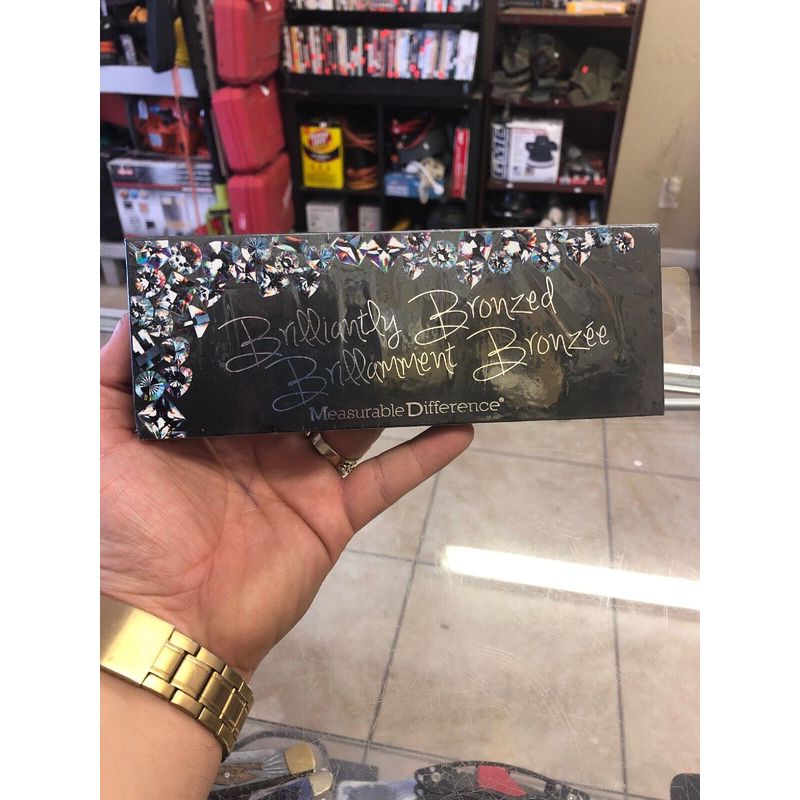 Brilliantly Bronzed
Brillamment Bronzée
Measurable Difference®